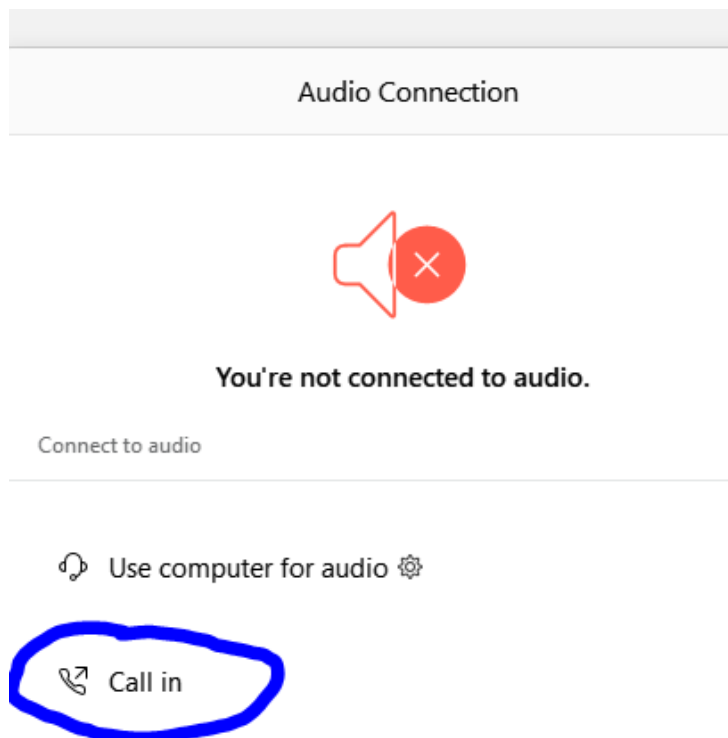 Audio Connection
You're not connected to audio.
Connect to audio
Use computer for audio
Call in